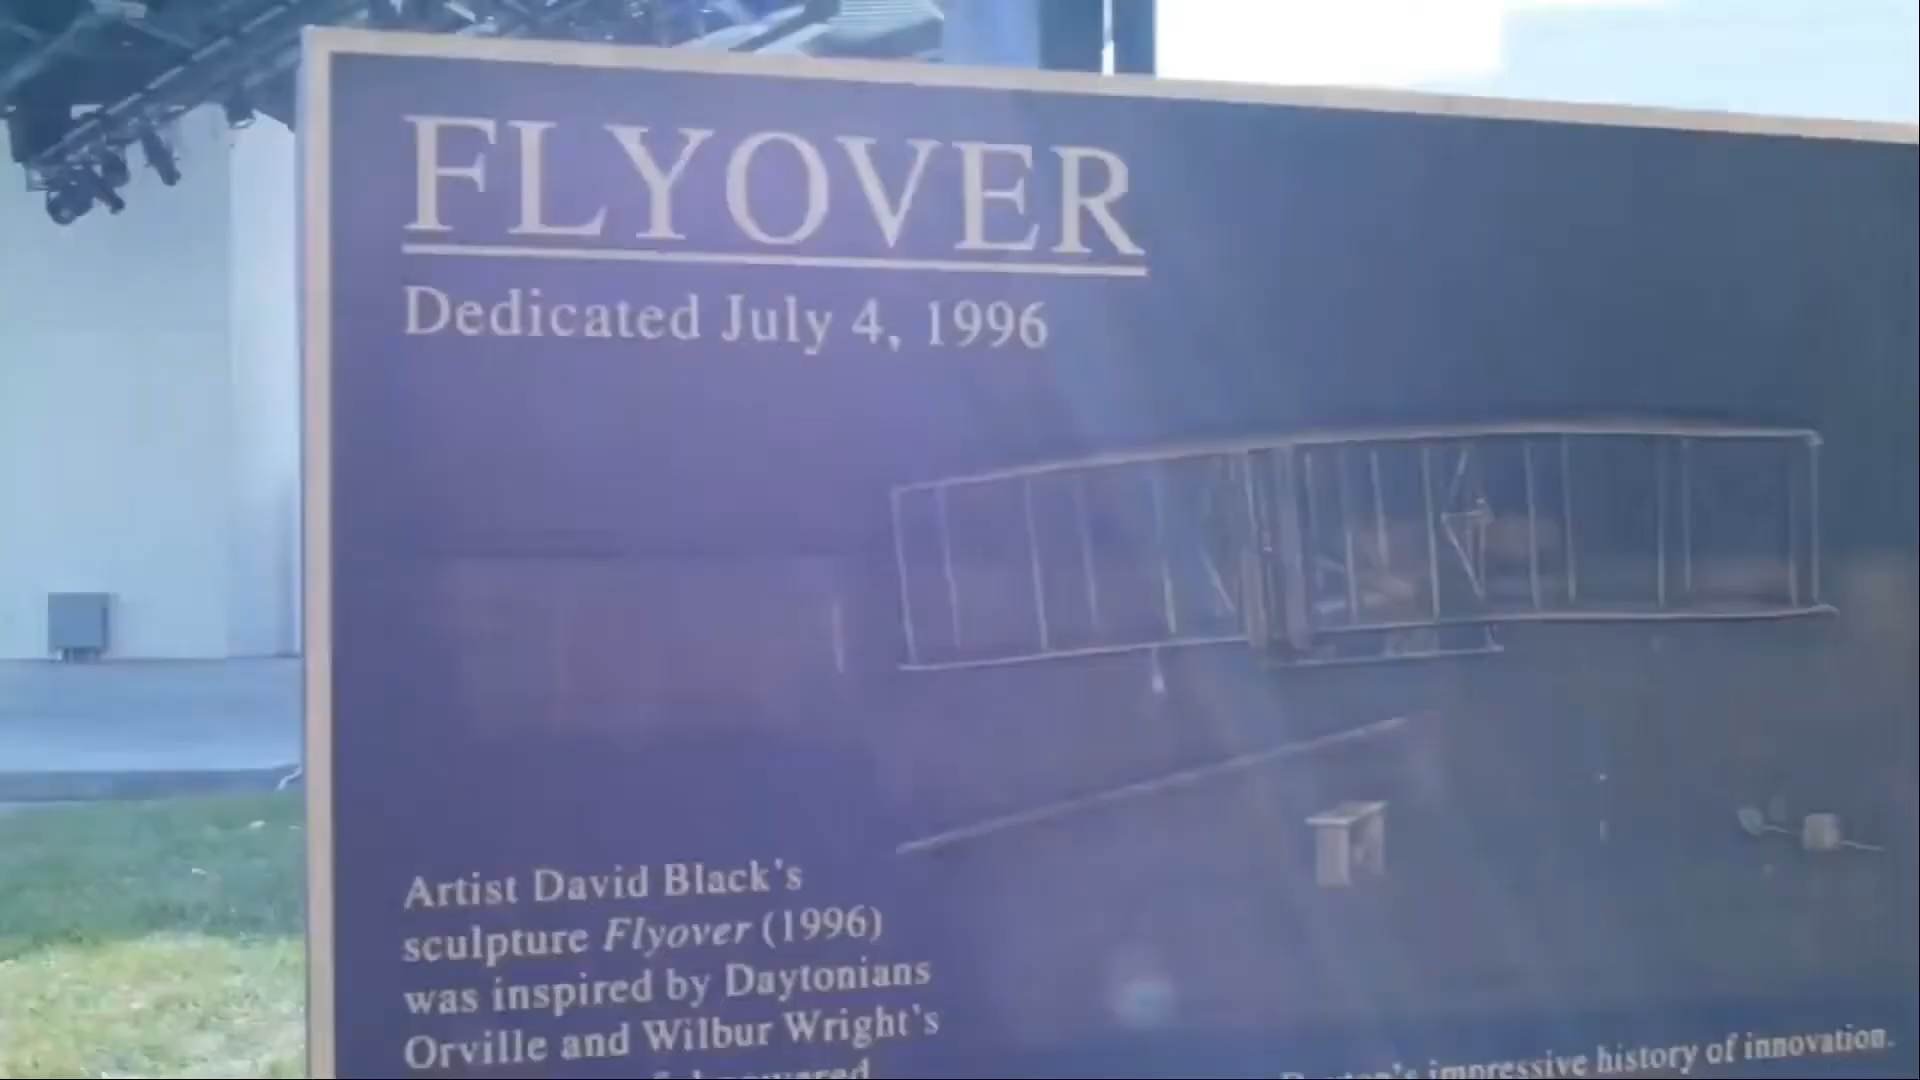 FLYOVER
Dedicated July 4, 1996
Artist David Black's
sculpture Flyover (1996)
was inspired by Daytonians
Orville and Wilbur Wright's
impressive history of innovation.